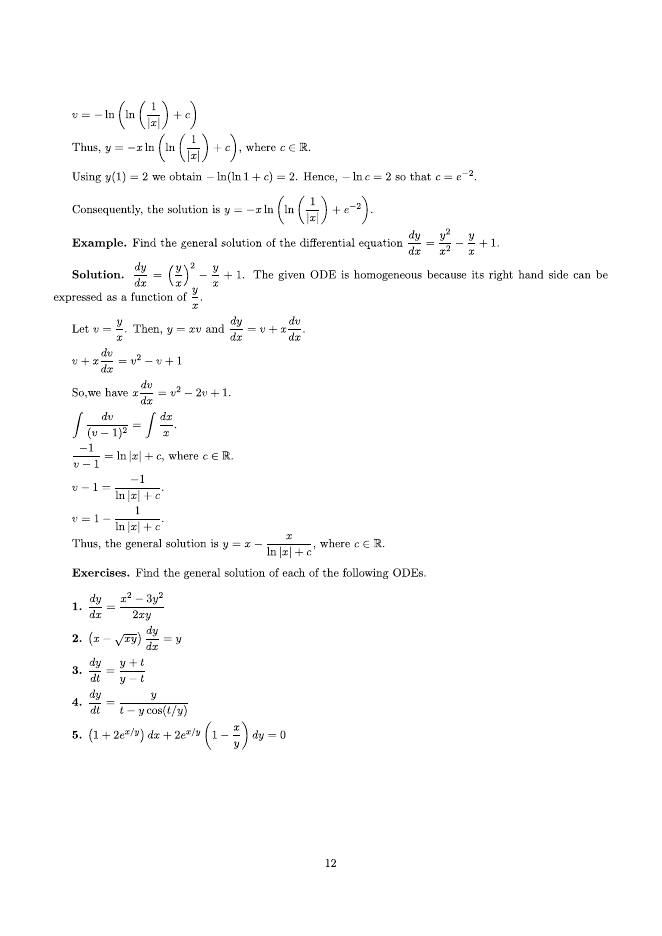 v = − ln (ln (1/|x|) + c)
Thus, y = −x ln (ln (1/|x|) + c), where c ∈ ℝ.
Using y(1) = 2 we obtain − ln(ln 1 + c) = 2. Hence, − ln c = 2 so that c = e⁻².
Consequently, the solution is y = −x ln (ln (1/|x|) + e⁻²).
Example. Find the general solution of the differential equation dy/dx = y²/x² − y/x + 1.
Solution. dy/dx = (y/x)² − y/x + 1. The given ODE is homogeneous because its right hand side can be
expressed as a function of y/x.
Let v = y/x. Then, y = xv and dy/dx = v + x dv/dx.
v + x dv/dx = v² − v + 1
So,we have x dv/dx = v² − 2v + 1.
∫ dv/(v − 1)² = ∫ dx/x.
−1/(v − 1) = ln |x| + c, where c ∈ ℝ.
v − 1 = −1/(ln |x| + c).
v = 1 − 1/(ln |x| + c).
Thus, the general solution is y = x − x/(ln |x| + c), where c ∈ ℝ.
Exercises. Find the general solution of each of the following ODEs.
1. dy/dx = (x² − 3y²)/(2xy)
2. (x − √xy) dy/dx = y
3. dy/dt = (y + t)/(y − t)
4. dy/dt = y/(t − y cos(t/y))
5. (1 + 2e^{x/y}) dx + 2e^{x/y} (1 − x/y) dy = 0
12